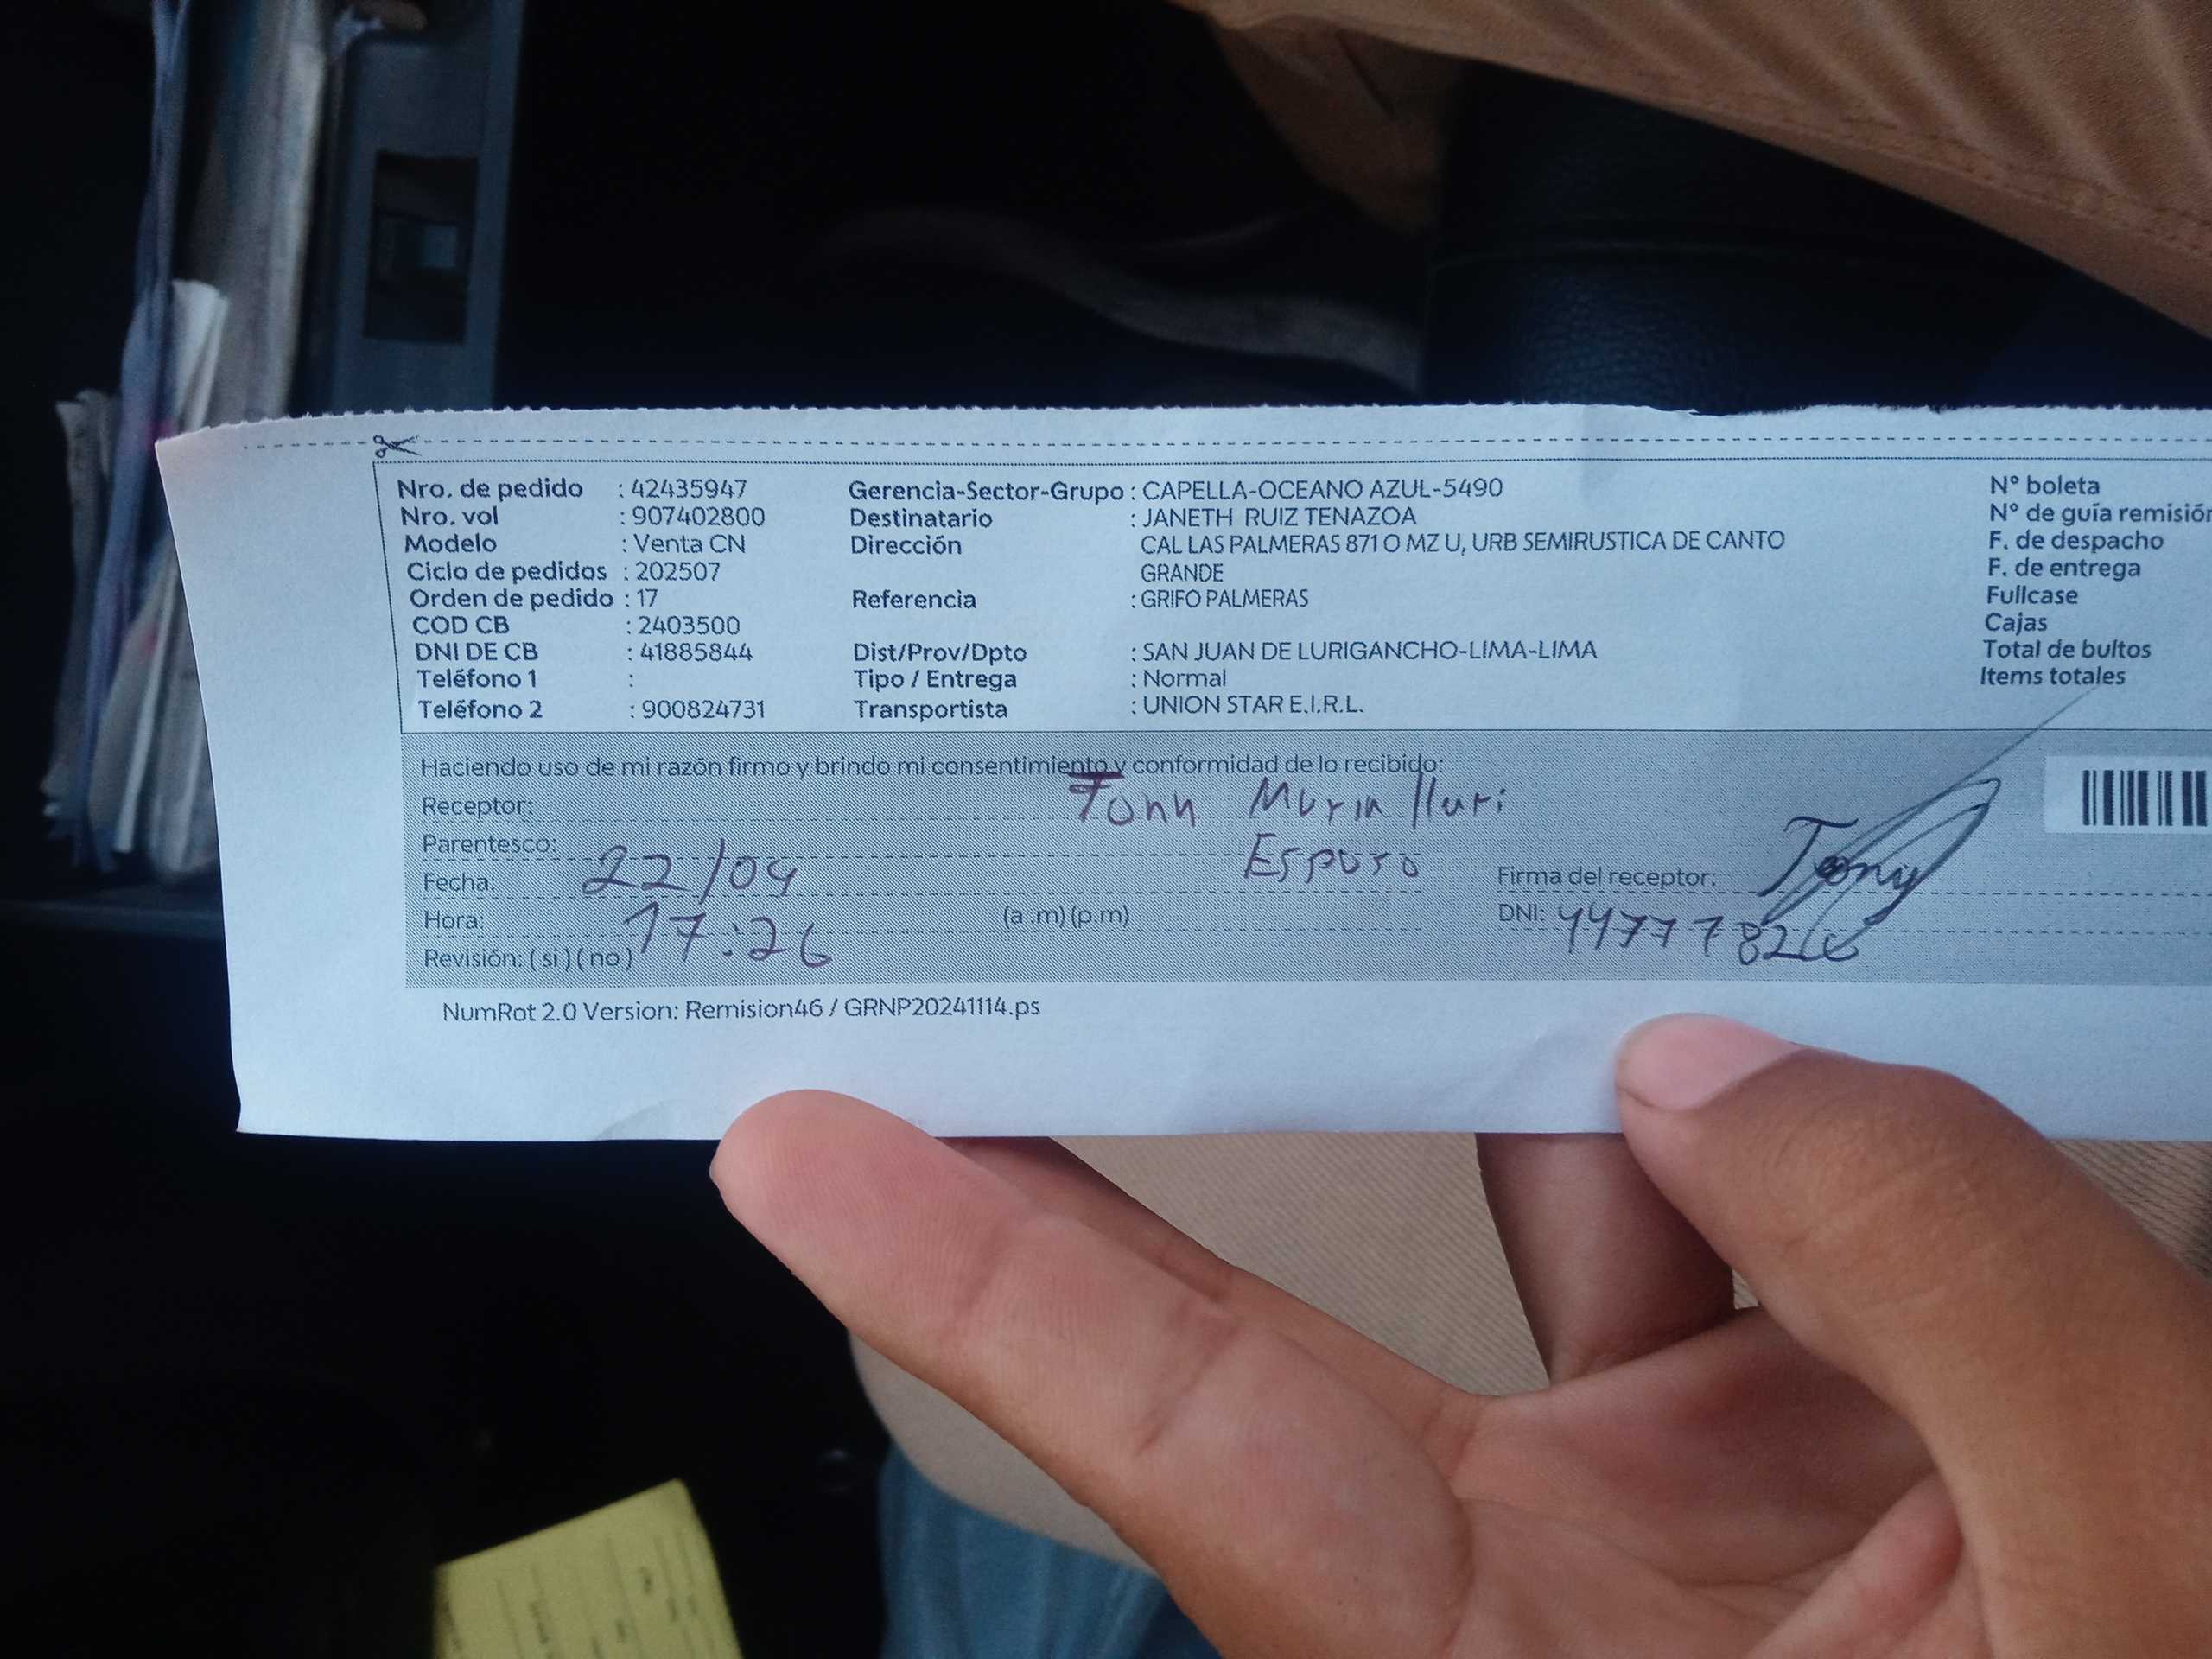 Nro. de pedido : 42435947 Gerencia-Sector-Grupo : CAPELLA-OCEANO AZUL-5490 N° boleta
Nro. vol : 907402800 Destinatario : JANETH RUIZ TENAZOA N° de guía remisión
Modelo : Venta CN Dirección CAL LAS PALMERAS 871 O MZ U, URB SEMIRUSTICA DE CANTO F. de despacho
Ciclo de pedidos : 202507 GRANDE F. de entrega
Orden de pedido : 17 Referencia : GRIFO PALMERAS Fullcase
COD CB : 2403500 Cajas
DNI DE CB : 41885844 Dist/Prov/Dpto : SAN JUAN DE LURIGANCHO-LIMA-LIMA Total de bultos
Teléfono 1 : Tipo / Entrega : Normal Items totales
Teléfono 2 : 900824731 Transportista : UNION STAR E.I.R.L.
Haciendo uso de mi razón firmo y brindo mi consentimiento y conformidad de lo recibido:
Receptor:
Parentesco: Esposo
Fecha: 22/04 Firma del receptor: Tony
Hora: 17:26 (a .m) (p.m) DNI:
Revisión: ( si ) ( no )
NumRot 2.0 Version: Remision46 / GRNP20241114.ps